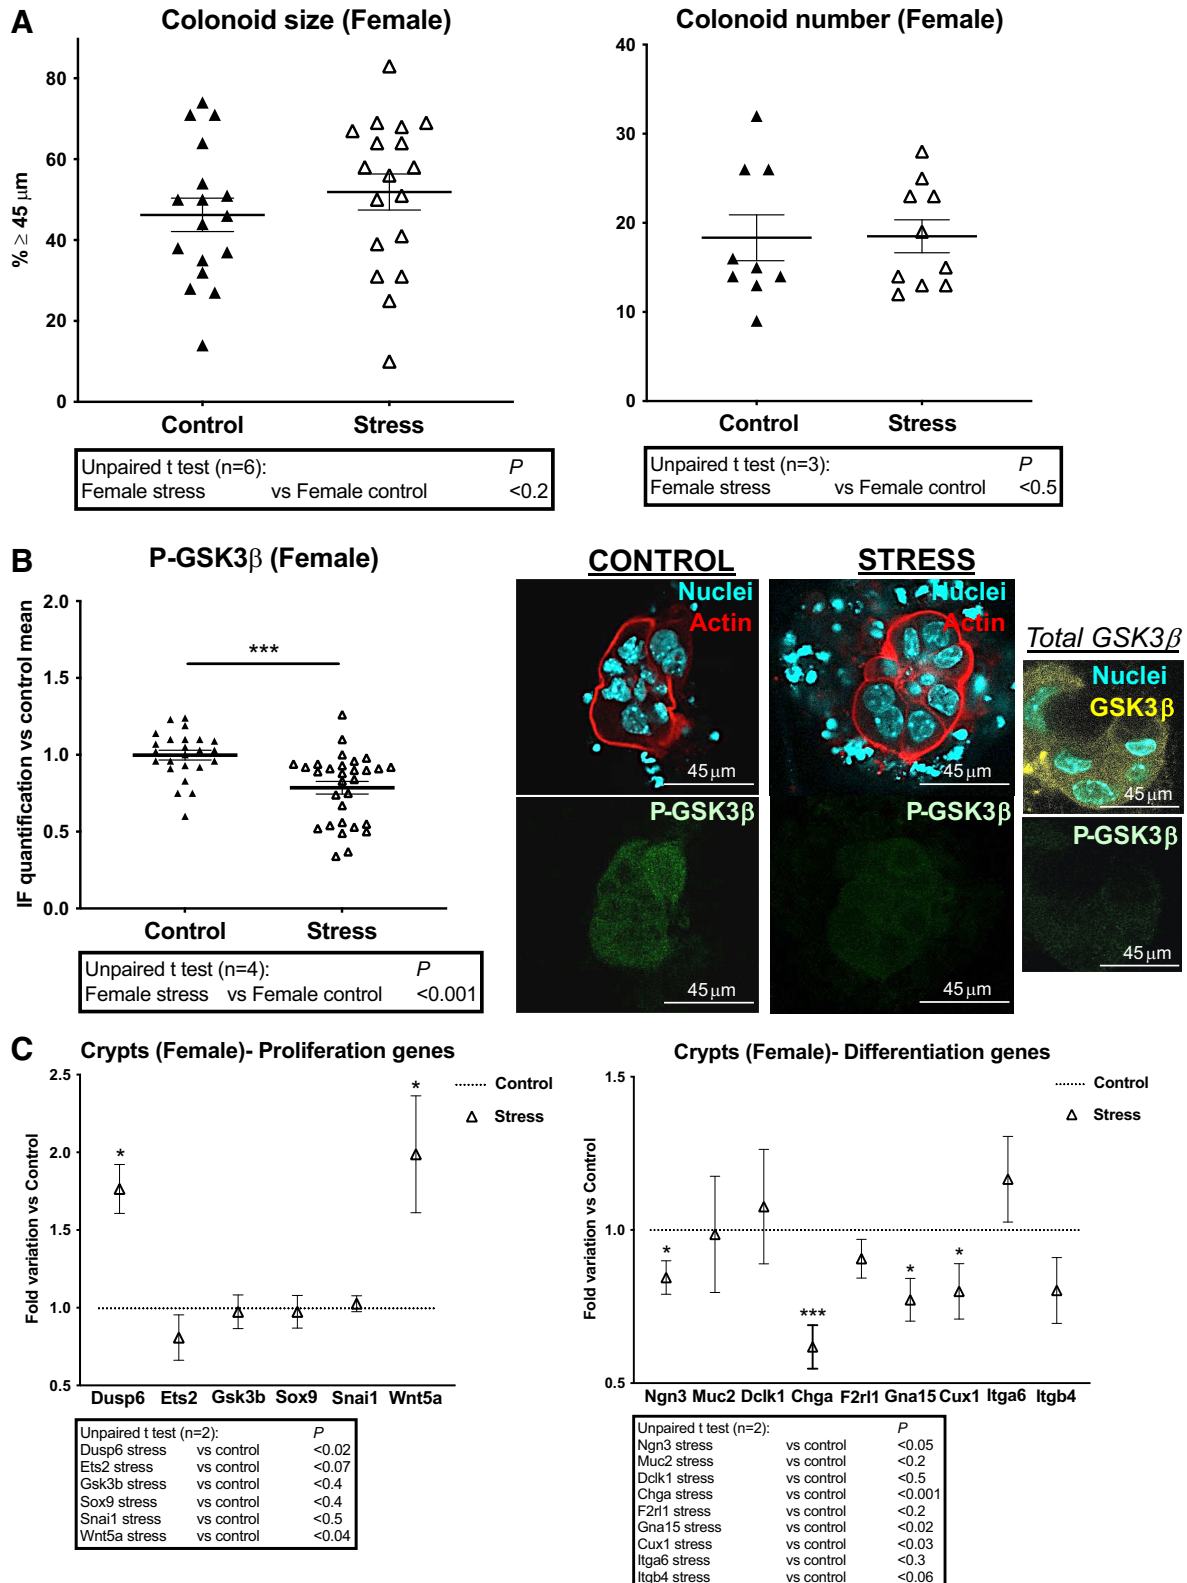 A
Colonoid size (Female)
% ≥ 45 μm
80
60
40
20
0
Control Stress
Unpaired t test (n=6): P
Female stress vs Female control <0.2
Colonoid number (Female)
40
30
20
10
0
Control Stress
Unpaired t test (n=3): P
Female stress vs Female control <0.5
B
P-GSK3β (Female)
IF quantification vs control mean
2.0
1.5
1.0
0.5
0.0
***
Control Stress
Unpaired t test (n=4): P
Female stress vs Female control <0.001
CONTROL
Nuclei
Actin
45 μm
P-GSK3β
45 μm
STRESS
Nuclei
Actin
45 μm
P-GSK3β
45 μm
Total GSK3β
Nuclei
GSK3β
45 μm
P-GSK3β
45 μm
C
Crypts (Female)- Proliferation genes
Fold variation vs Control
2.5
2.0
1.5
1.0
0.5
Control
Stress
*
*
Dusp6 Ets2 Gsk3b Sox9 Snai1 Wnt5a
Unpaired t test (n=2): P
Dusp6 stress vs control <0.02
Ets2 stress vs control <0.07
Gsk3b stress vs control <0.4
Sox9 stress vs control <0.4
Snai1 stress vs control <0.5
Wnt5a stress vs control <0.04
Crypts (Female)- Differentiation genes
Fold variation vs Control
1.5
1.0
0.5
Control
Stress
*
***
*
*
Ngn3 Muc2 Dclk1 Chga F2rl1 Gna15 Cux1 Itga6 Itgb4
Unpaired t test (n=2): P
Ngn3 stress vs control <0.05
Muc2 stress vs control <0.2
Dclk1 stress vs control <0.5
Chga stress vs control <0.001
F2rl1 stress vs control <0.2
Gna15 stress vs control <0.02
Cux1 stress vs control <0.03
Itga6 stress vs control <0.3
Itgb4 stress vs control <0.06